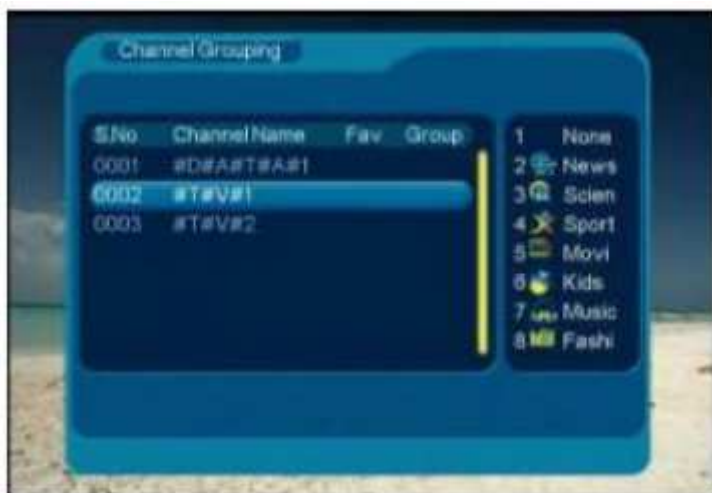 Channel Grouping
S.No Channel Name Fav Group
0001 #D#A#T#A#1
0002 #T#V#1
0003 #T#V#2
1 None
2 News
3 Scien
4 Sport
5 Movi
6 Kids
7 Music
8 Fashi